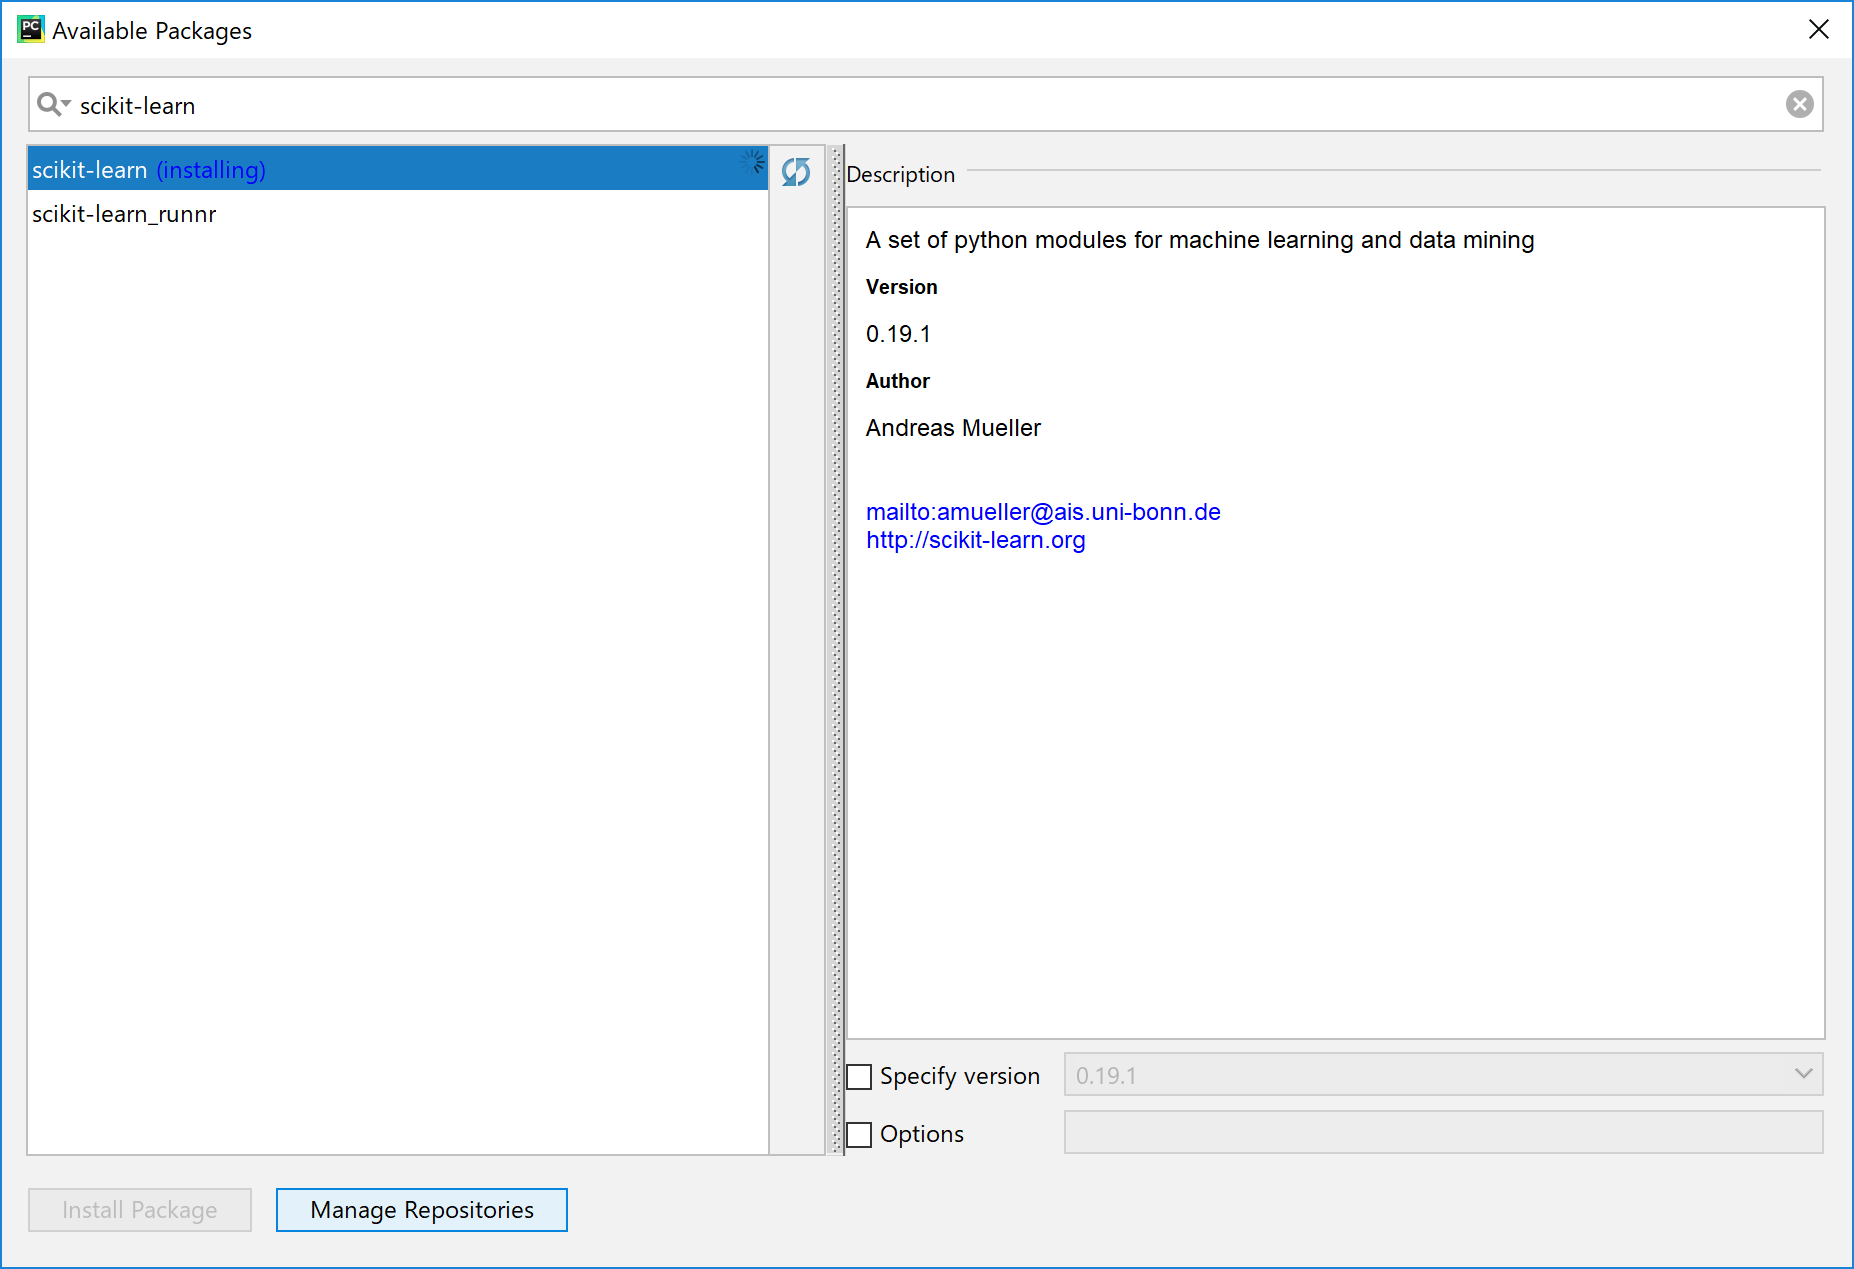 PC
Available Packages
scikit-learn
scikit-learn (installing)
scikit-learn_runnr
Description
A set of python modules for machine learning and data mining
Version
0.19.1
Author
Andreas Mueller
mailto:amueller@ais.uni-bonn.de
http://scikit-learn.org
Specify version
0.19.1
Options
Install Package
Manage Repositories